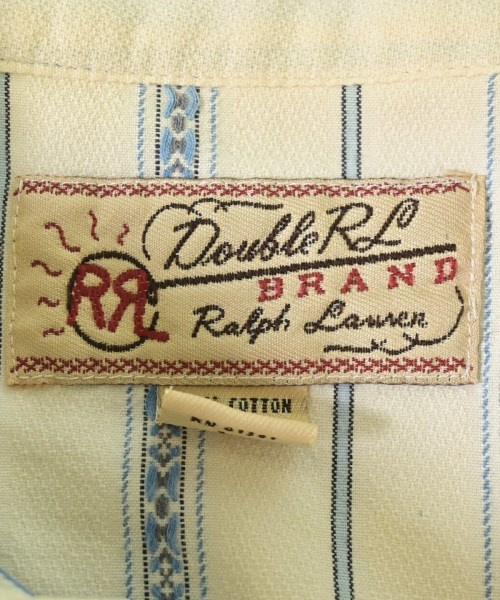 Double RL
BRAND
RRL
Ralph Lauren
COTTON